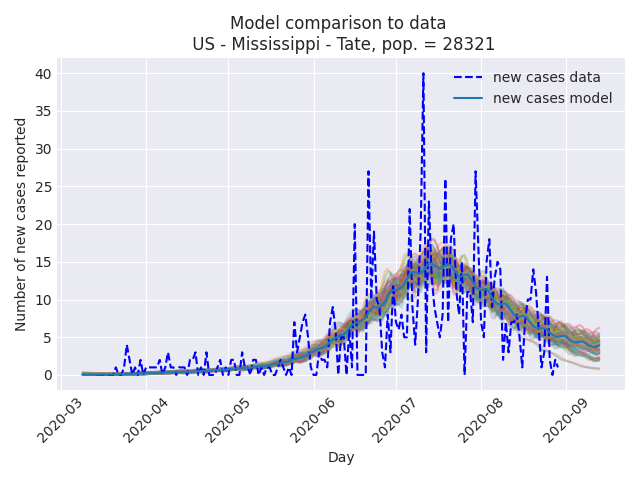 Model comparison to data
US - Mississippi - Tate, pop. = 28321
new cases data
new cases model
Number of new cases reported
40
35
30
25
20
15
10
5
0
2020-03
2020-04
2020-05
2020-06
2020-07
2020-08
2020-09
Day